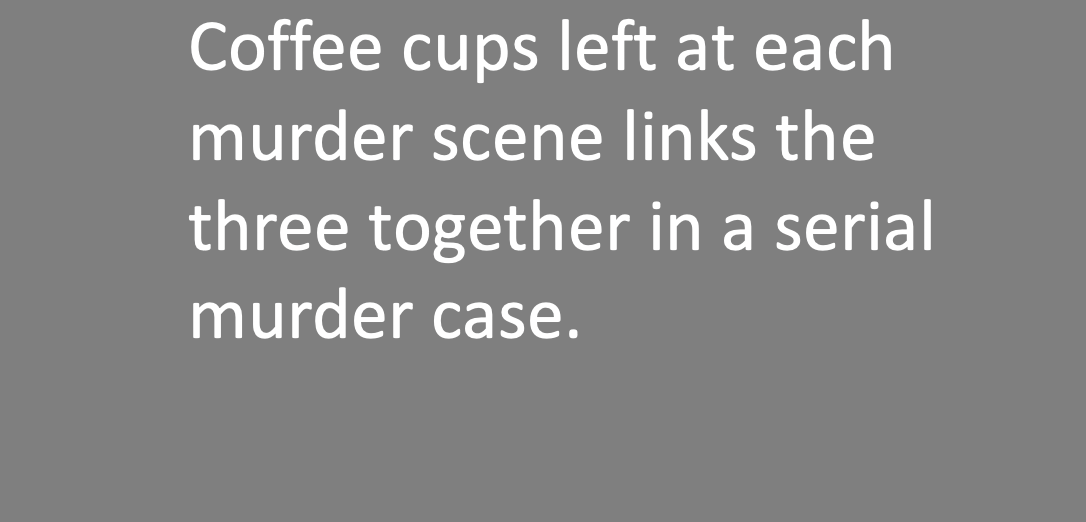 Coffee cups left at each
murder scene links the
three together in a serial
murder case.